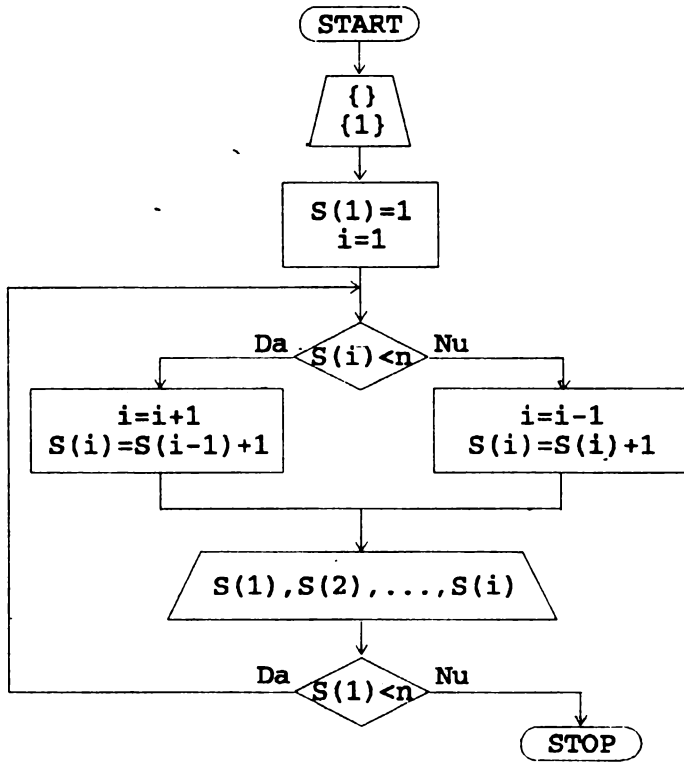 START
{}
{1}
S(1)=1
i=1
Da
S(i)<n
Nu
i=i+1
S(i)=S(i-1)+1
i=i-1
S(i)=S(i)+1
S(1),S(2),...,S(i)
Da
S(1)<n
Nu
STOP